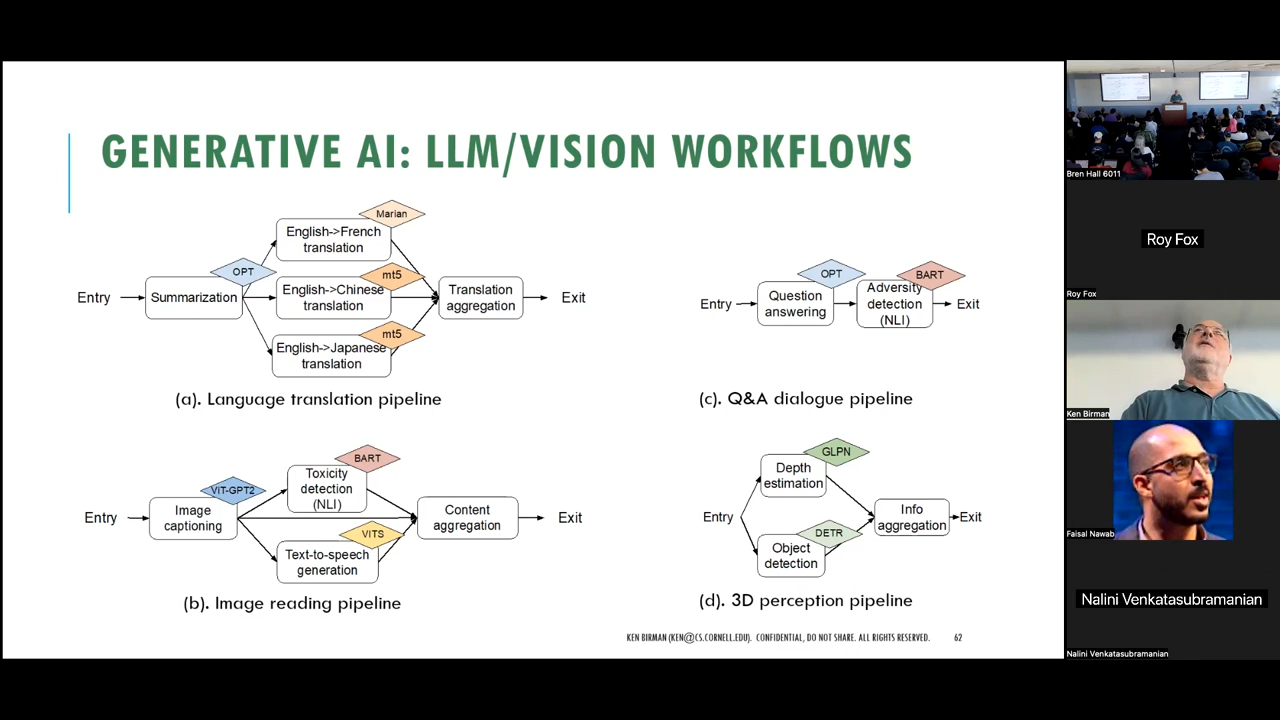 GENERATIVE AI: LLM/VISION WORKFLOWS
Marian
English->French
translation
OPT
mt5
Entry
Summarization
English->Chinese
translation
Translation
aggregation
Exit
mt5
English->Japanese
translation
(a). Language translation pipeline
OPT
BART
Entry
Question
answering
Adversity
detection
(NLI)
Exit
(c). Q&A dialogue pipeline
BART
Toxicity
detection
(NLI)
ViT-GPT2
Entry
Image
captioning
Content
aggregation
Exit
VITS
Text-to-speech
generation
(b). Image reading pipeline
GLPN
Depth
estimation
Entry
Info
aggregation
Exit
DETR
Object
detection
(d). 3D perception pipeline
KEN BIRMAN (KEN@CS.CORNELL.EDU). CONFIDENTIAL, DO NOT SHARE. ALL RIGHTS RESERVED.
62
Bren Hall 6011
Roy Fox
Roy Fox
Ken Birman
Faisal Nawab
Nalini Venkatasubramanian
Nalini Venkatasubramanian